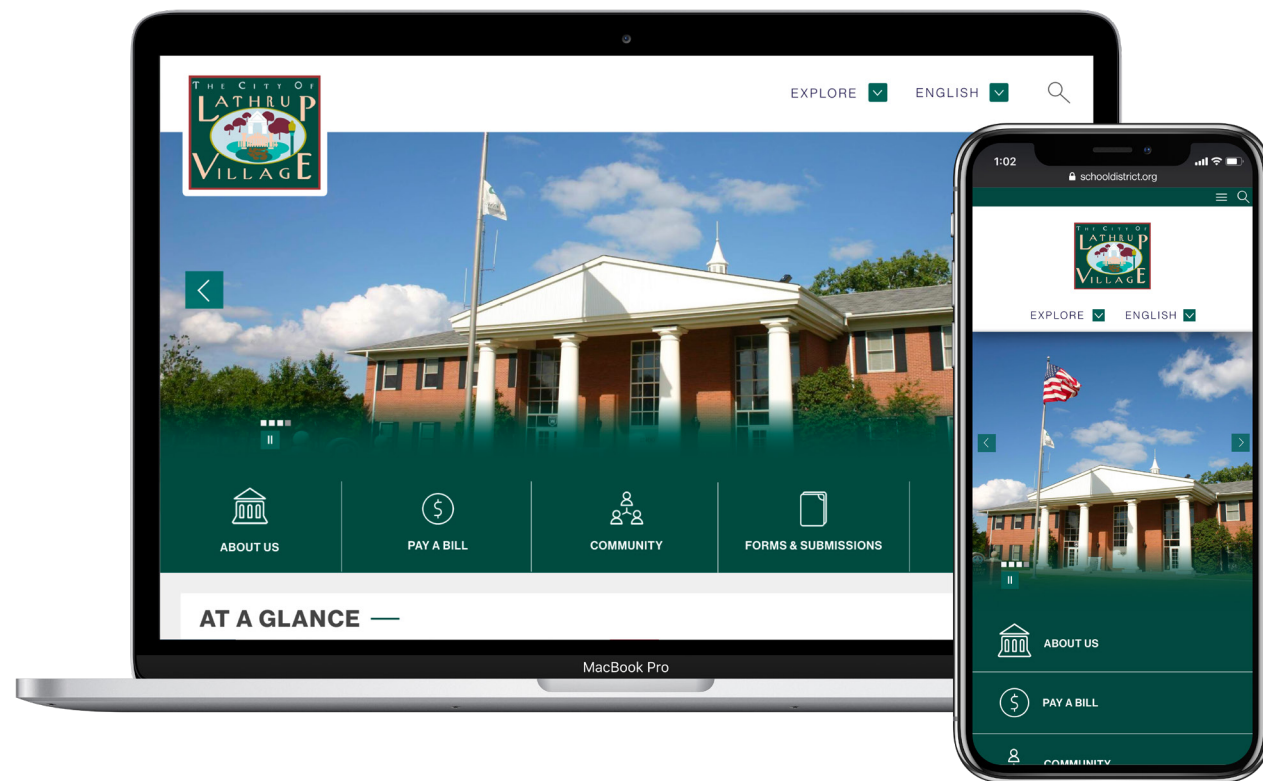 THE CITY OF
LATHRUP
VILLAGE
EXPLORE
ENGLISH
ABOUT US
PAY A BILL
COMMUNITY
FORMS & SUBMISSIONS
AT A GLANCE
MacBook Pro
1:02
schooldistrict.org
THE CITY OF
LATHRUP
VILLAGE
EXPLORE
ENGLISH
ABOUT US
PAY A BILL
COMMUNITY